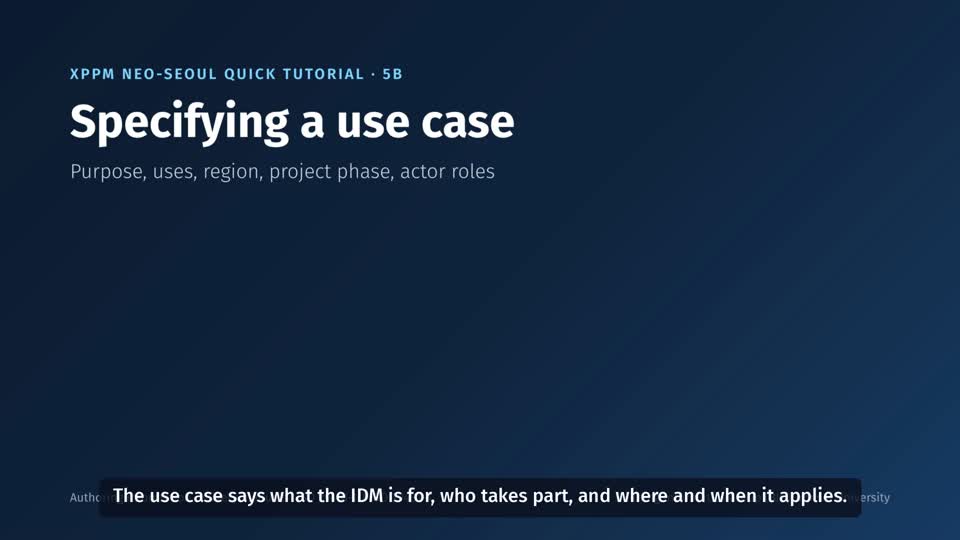 XPPM NEO-SEOUL QUICK TUTORIAL · 5B
Specifying a use case
Purpose, uses, region, project phase, actor roles
The use case says what the IDM is for, who takes part, and where and when it applies.